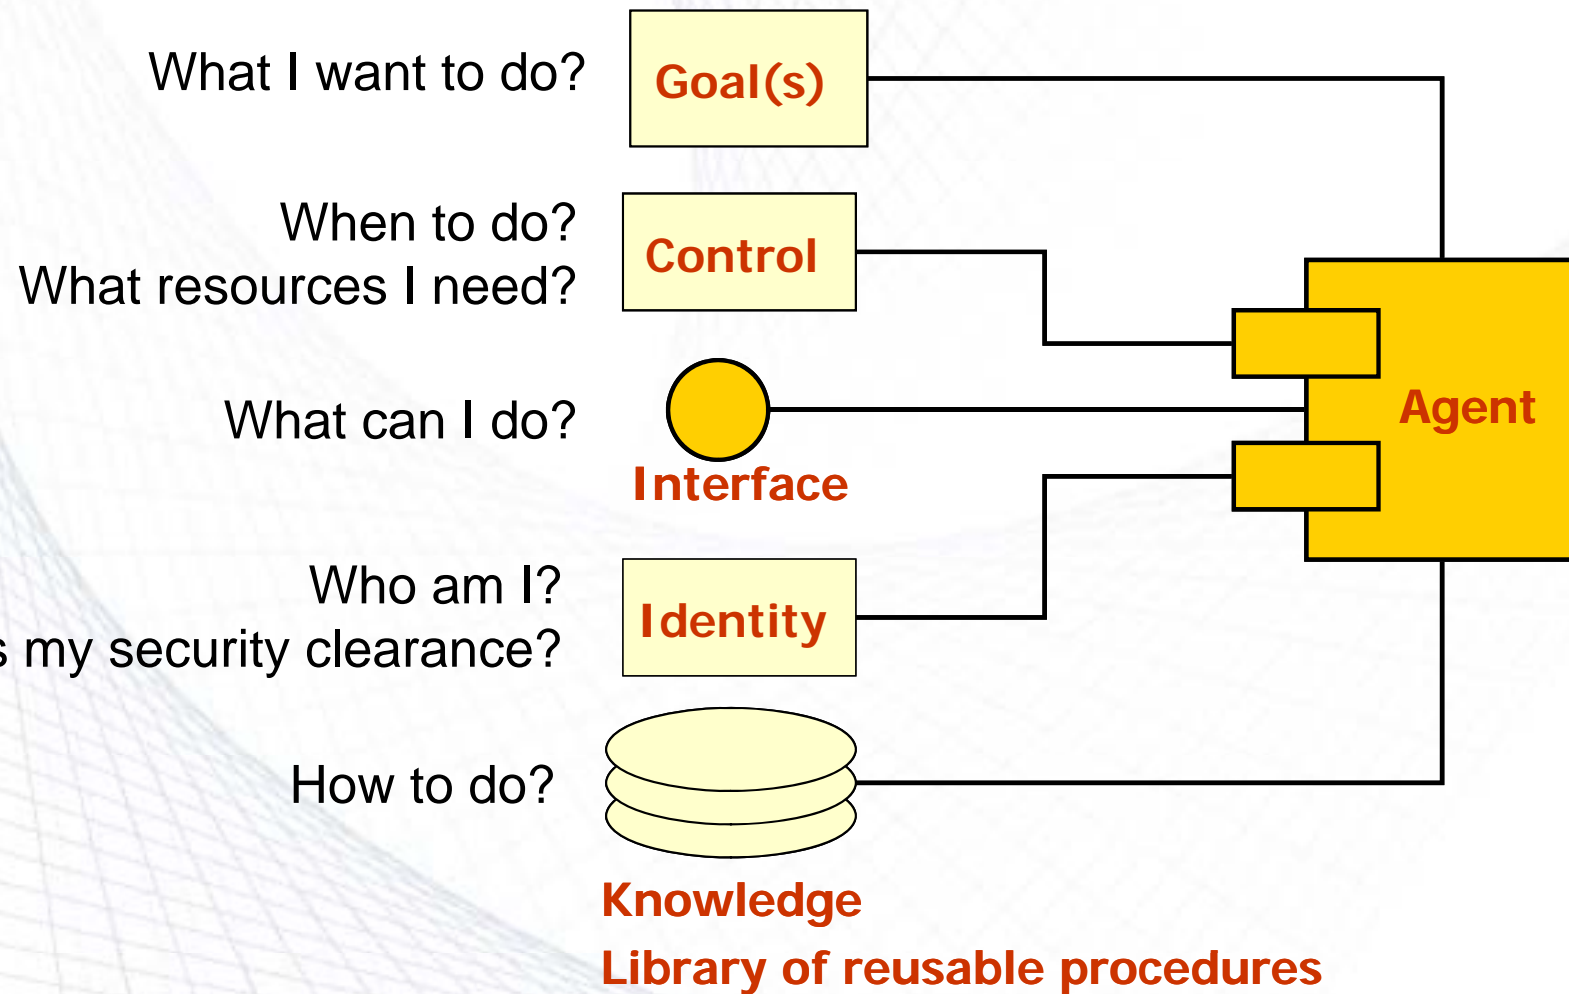 What I want to do?
Goal(s)
When to do?
What resources I need?
Control
What can I do?
Interface
Agent
Who am I?
s my security clearance?
Identity
How to do?
Knowledge
Library of reusable procedures